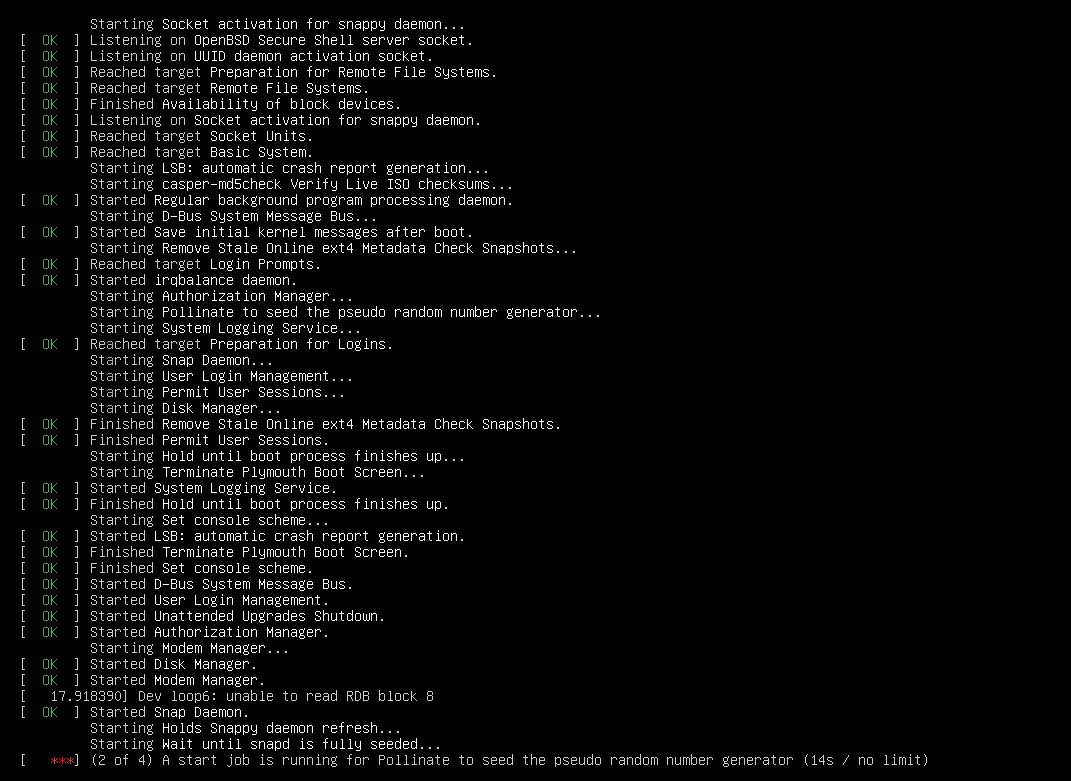 Starting Socket activation for snappy daemon...
[  OK  ] Listening on OpenBSD Secure Shell server socket.
[  OK  ] Listening on UUID daemon activation socket.
[  OK  ] Reached target Preparation for Remote File Systems.
[  OK  ] Reached target Remote File Systems.
[  OK  ] Finished Availability of block devices.
[  OK  ] Listening on Socket activation for snappy daemon.
[  OK  ] Reached target Socket Units.
[  OK  ] Reached target Basic System.
Starting LSB: automatic crash report generation...
Starting casper-md5check Verify Live ISO checksums...
[  OK  ] Started Regular background program processing daemon.
Starting D-Bus System Message Bus...
[  OK  ] Started Save initial kernel messages after boot.
Starting Remove Stale Online ext4 Metadata Check Snapshots...
[  OK  ] Reached target Login Prompts.
[  OK  ] Started irqbalance daemon.
Starting Authorization Manager...
Starting Pollinate to seed the pseudo random number generator...
Starting System Logging Service...
[  OK  ] Reached target Preparation for Logins.
Starting Snap Daemon...
Starting User Login Management...
Starting Permit User Sessions...
Starting Disk Manager...
[  OK  ] Finished Remove Stale Online ext4 Metadata Check Snapshots.
[  OK  ] Finished Permit User Sessions.
Starting Hold until boot process finishes up...
Starting Terminate Plymouth Boot Screen...
[  OK  ] Started System Logging Service.
[  OK  ] Finished Hold until boot process finishes up.
Starting Set console scheme...
[  OK  ] Started LSB: automatic crash report generation.
[  OK  ] Finished Terminate Plymouth Boot Screen.
[  OK  ] Finished Set console scheme.
[  OK  ] Started D-Bus System Message Bus.
[  OK  ] Started User Login Management.
[  OK  ] Started Unattended Upgrades Shutdown.
[  OK  ] Started Authorization Manager.
Starting Modem Manager...
[  OK  ] Started Disk Manager.
[  OK  ] Started Modem Manager.
[   17.918390] Dev loop6: unable to read RDB block 8
[  OK  ] Started Snap Daemon.
Starting Holds Snappy daemon refresh...
Starting Wait until snapd is fully seeded...
[   ***] (2 of 4) A start job is running for Pollinate to seed the pseudo random number generator (14s / no limit)